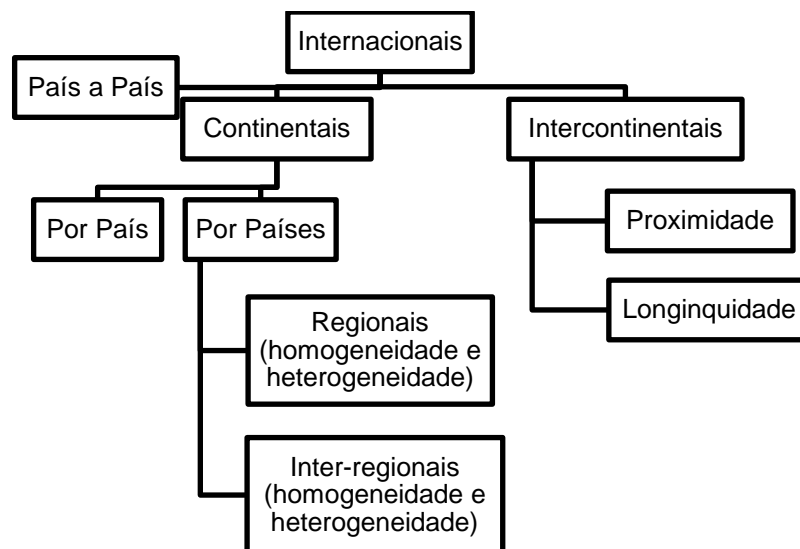 Internacionais
País a País
Continentais
Intercontinentais
Por País
Por Países
Proximidade
Longinquidade
Regionais
(homogeneidade e
heterogeneidade)
Inter-regionais
(homogeneidade e
heterogeneidade)